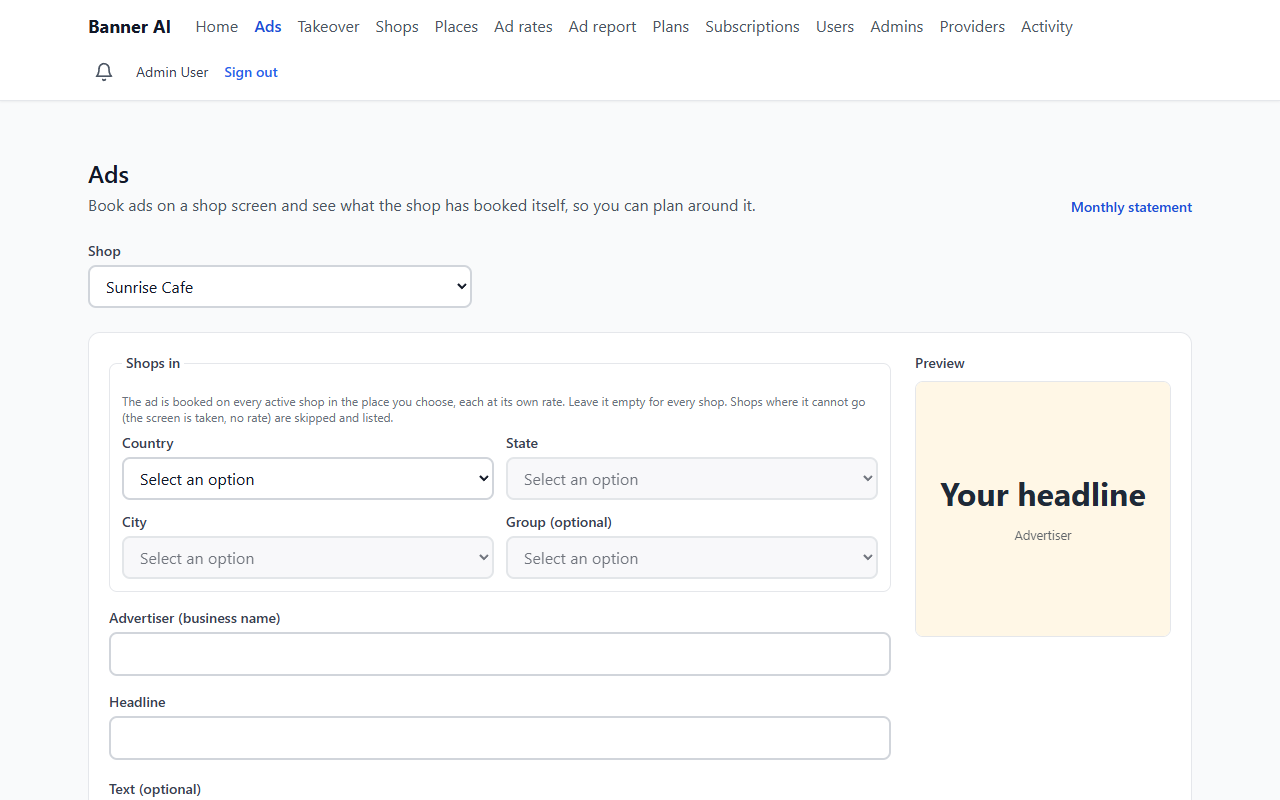 Banner AI Home Ads Takeover Shops Places Ad rates Ad report Plans Subscriptions Users Admins Providers Activity
Admin User Sign out
Ads
Book ads on a shop screen and see what the shop has booked itself, so you can plan around it.
Monthly statement
Shop
Sunrise Cafe
Shops in
The ad is booked on every active shop in the place you choose, each at its own rate. Leave it empty for every shop. Shops where it cannot go
(the screen is taken, no rate) are skipped and listed.
Country State
Select an option Select an option
City Group (optional)
Select an option Select an option
Advertiser (business name)
Headline
Text (optional)
Preview
Your headline
Advertiser